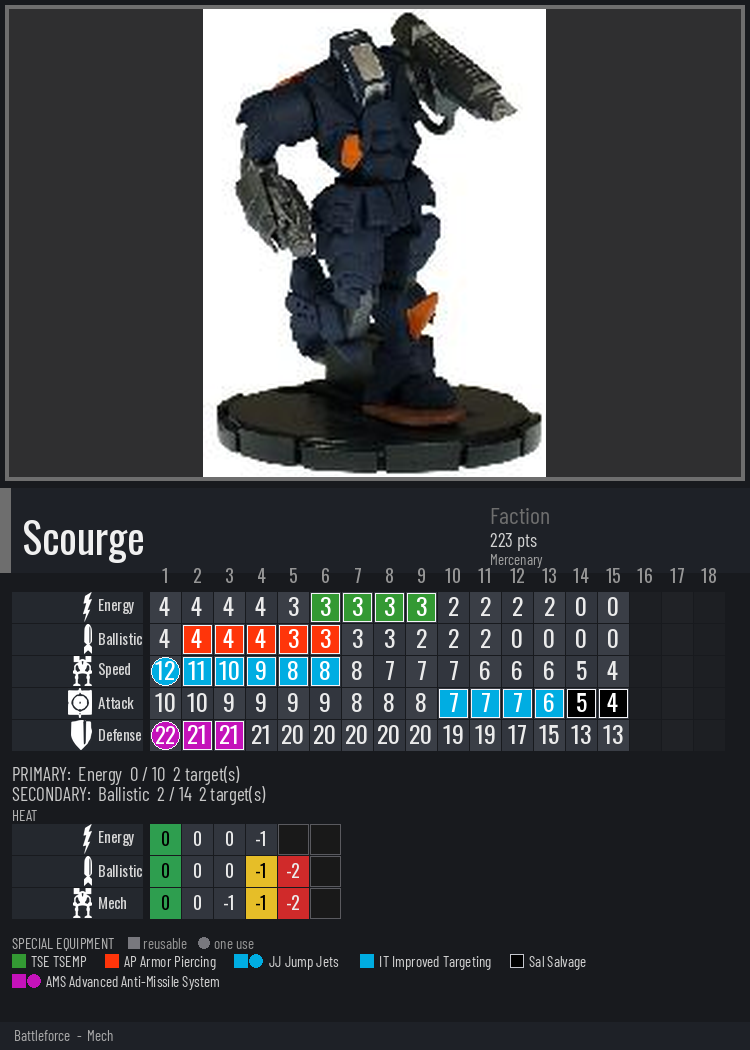 Scourge
Faction
223 pts
Mercenary
1 2 3 4 5 6 7 8 9 10 11 12 13 14 15 16 17 18
Energy 4 4 4 4 3 3 3 3 3 2 2 2 2 0 0
Ballistic 4 4 4 4 3 3 3 3 2 2 2 0 0 0 0
Speed 12 11 10 9 8 8 8 7 7 7 6 6 6 5 4
Attack 10 10 9 9 9 9 8 8 8 7 7 7 6 5 4
Defense 22 21 21 21 20 20 20 20 20 19 19 17 15 13 13
PRIMARY: Energy 0 / 10 2 target(s)
SECONDARY: Ballistic 2 / 14 2 target(s)
HEAT
Energy 0 0 0 -1
Ballistic 0 0 0 -1 -2
Mech 0 0 -1 -1 -2
SPECIAL EQUIPMENT reusable one use
TSE TSEMP AP Armor Piercing JJ Jump Jets IT Improved Targeting Sal Salvage
AMS Advanced Anti-Missile System
Battleforce - Mech